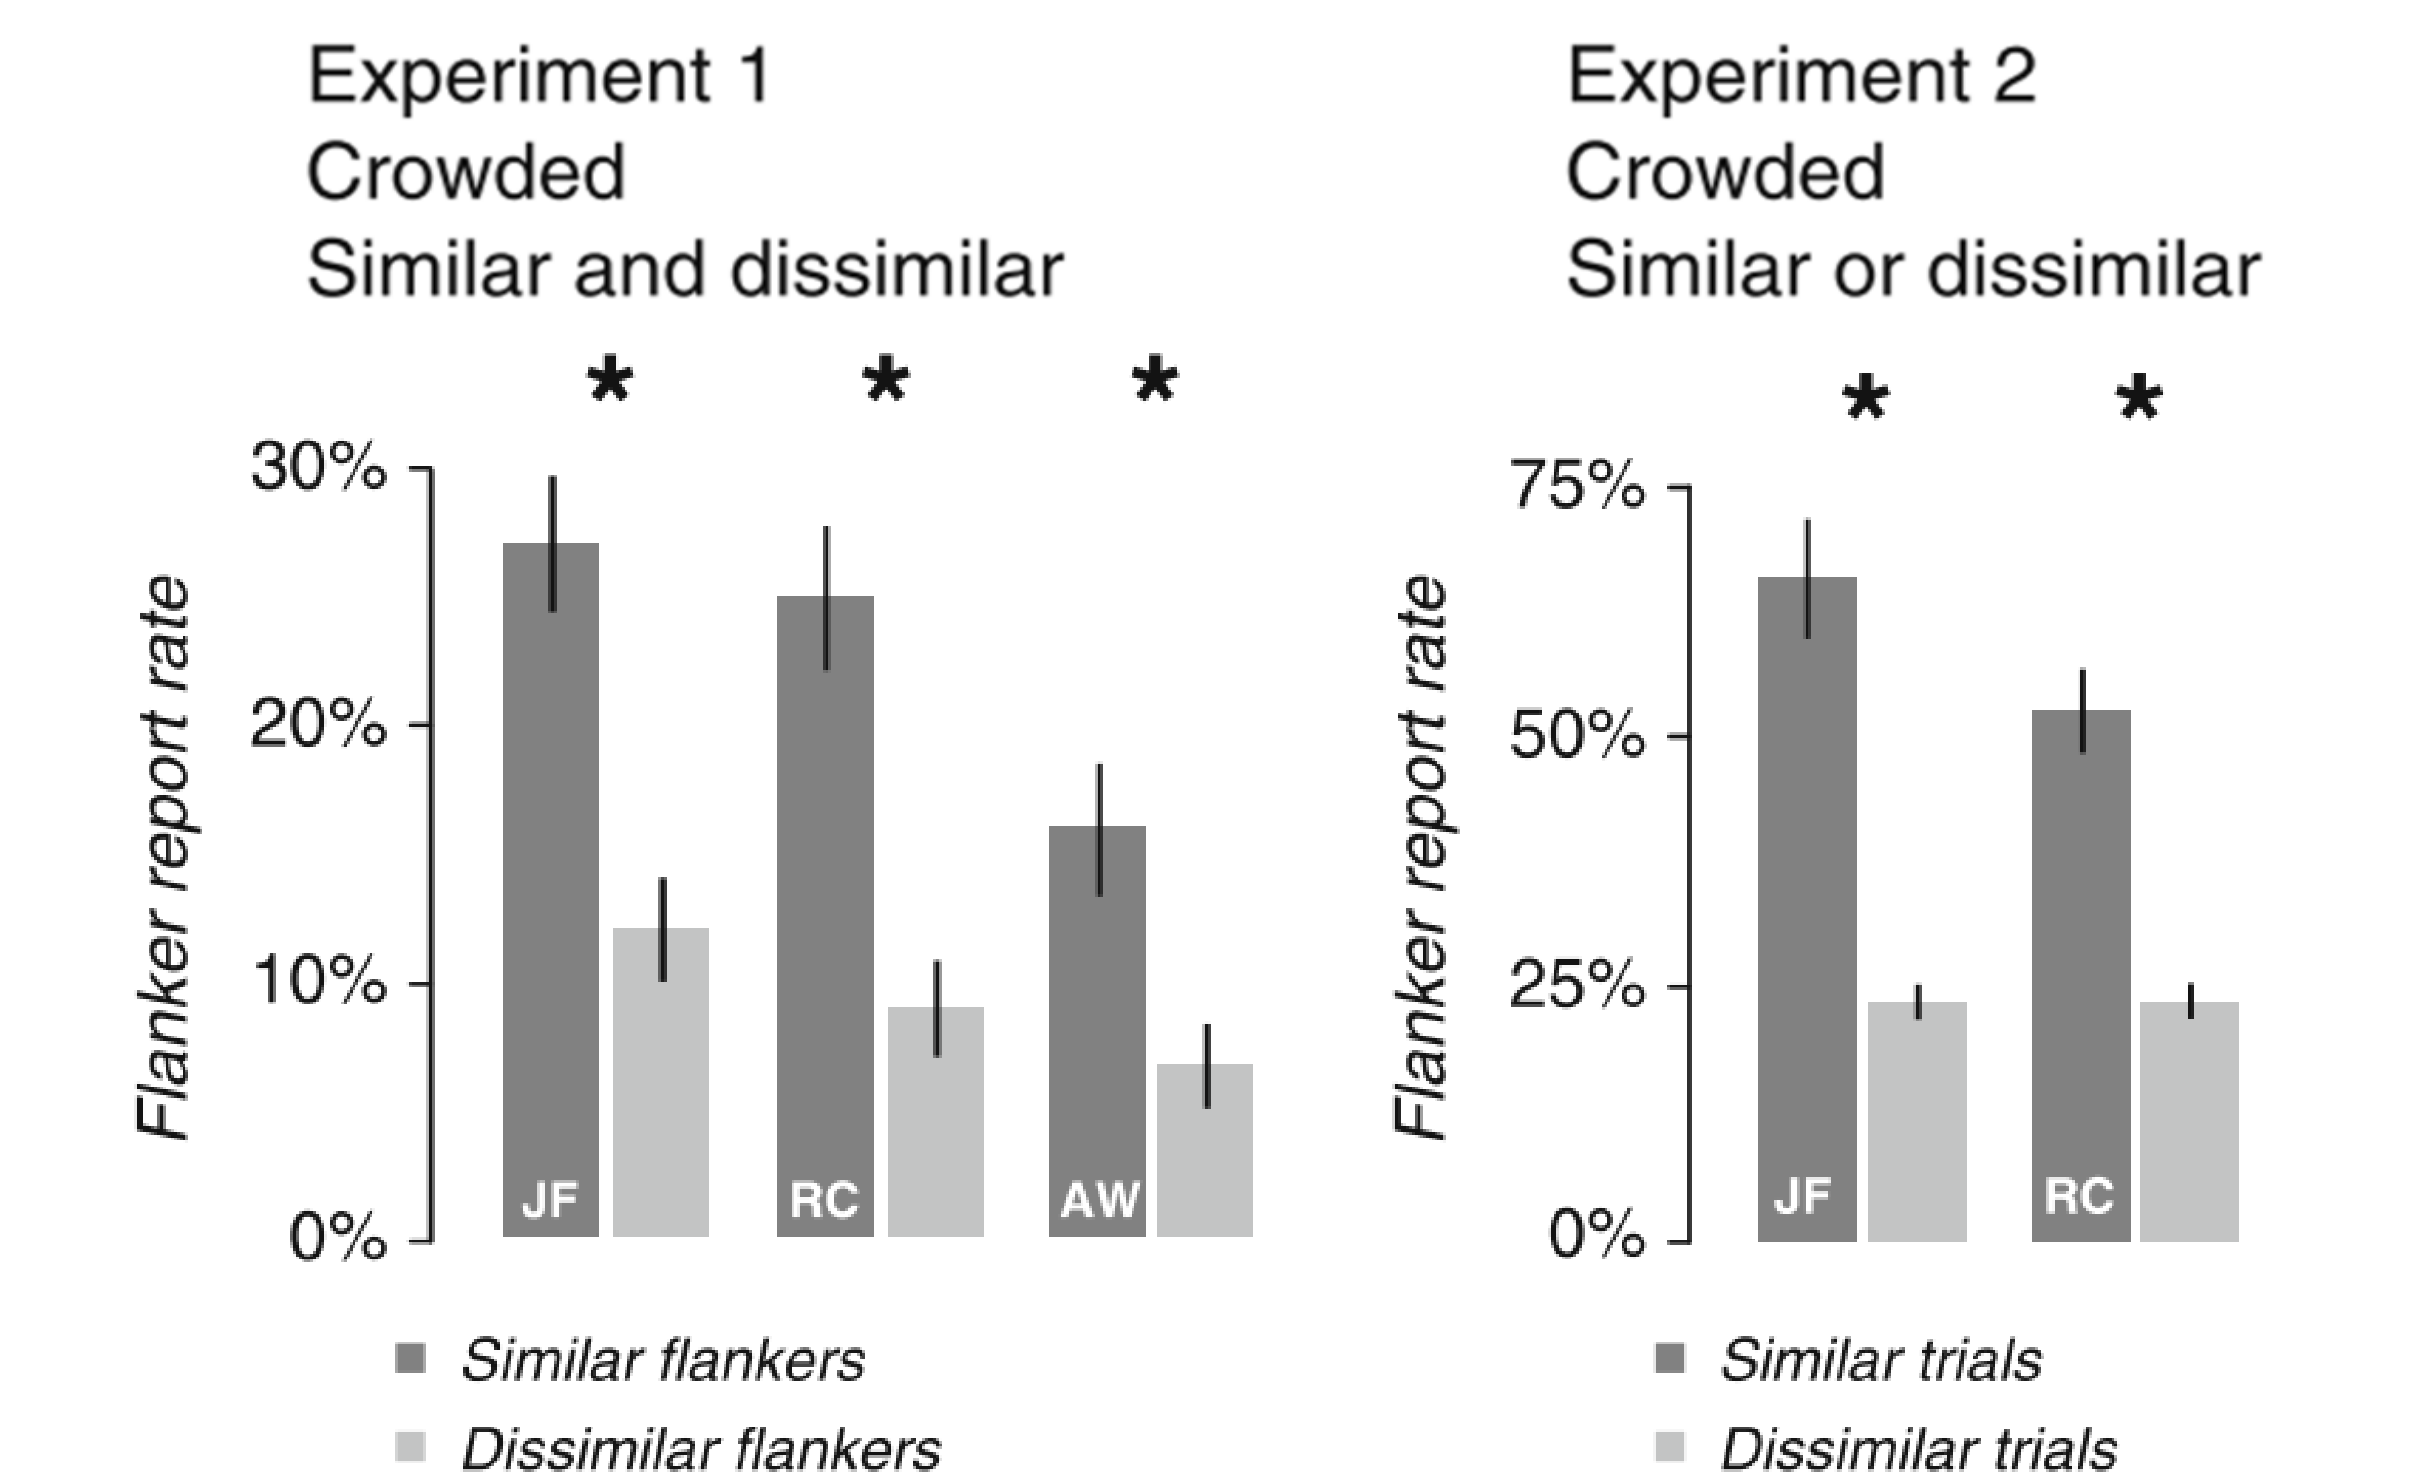 Experiment 1
Crowded
Similar and dissimilar
* * *
30%
20%
10%
0%
Flanker report rate
JF RC AW
Similar flankers
Dissimilar flankers
Experiment 2
Crowded
Similar or dissimilar
* *
75%
50%
25%
0%
Flanker report rate
JF RC
Similar trials
Dissimilar trials